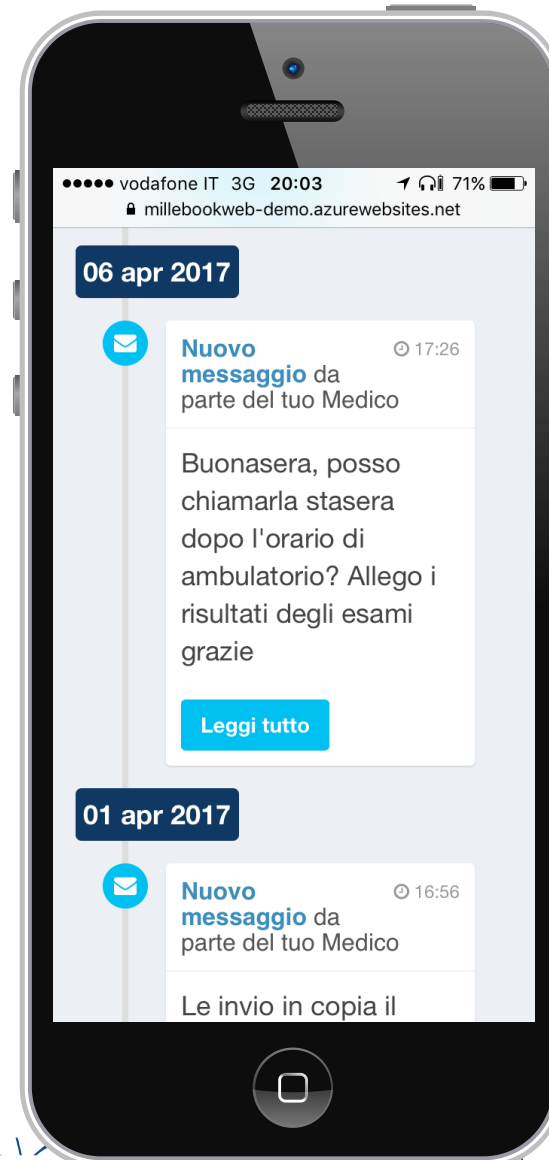 vodafone IT 3G 20:03 71%
millebookweb-demo.azurewebsites.net
06 apr 2017
Nuovo 17:26
messaggio da
parte del tuo Medico
Buonasera, posso
chiamarla stasera
dopo l'orario di
ambulatorio? Allego i
risultati degli esami
grazie
Leggi tutto
01 apr 2017
Nuovo 16:56
messaggio da
parte del tuo Medico
Le invio in copia il